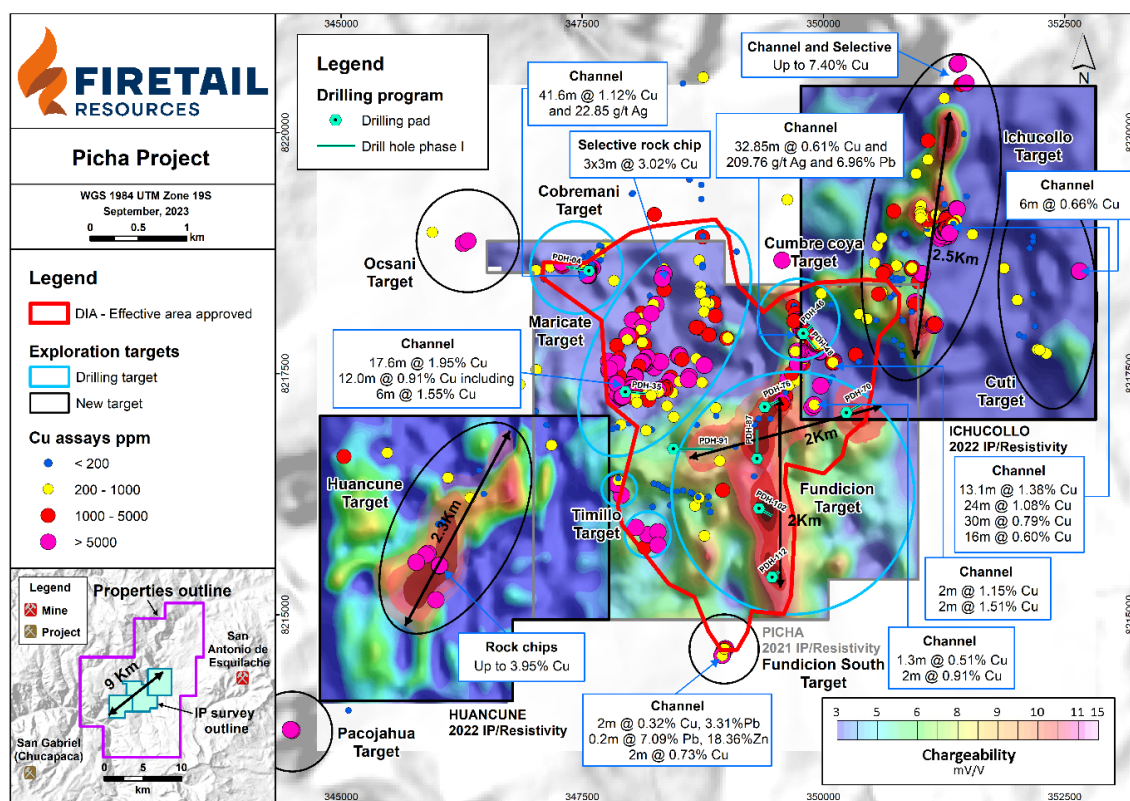 FIRETAIL
RESOURCES
Picha Project
WGS 1984 UTM Zone 19S
September, 2023
1 0.5 0 1
km
Legend
DIA - Effective area approved
Exploration targets
Drilling target
New target
Cu assays ppm
< 200
200 - 1000
1000 - 5000
> 5000
Legend
Mine
Project
Properties outline
San
Antonio de
Esquilache
9 Km
IP survey
outline
San Gabriel
(Chucapaca)
0 5 10
km
345000
347500
350000
352500
Legend
Drilling program
Drilling pad
Drill hole phase I
Channel
41.6m @ 1.12% Cu
and 22.85 g/t Ag
Selective rock chip
3x3m @ 3.02% Cu
Channel and Selective
Up to 7.40% Cu
N
Channel
32.85m @ 0.61% Cu and
209.76 g/t Ag and 6.96% Pb
Ichucollo
Target
Channel
6m @ 0.66% Cu
8220000
8220000
Cobremani
Target
Ocsani
Target
PDH-04
Cumbre coya
Target
2.5Km
Maricate
Target
PDH-46
PDH-48
Channel
17.6m @ 1.95% Cu
12.0m @ 0.91% Cu including
6m @ 1.55% Cu
PDH-35
8217500
8217500
Cuti
Target
PDH-76
PDH-70
PDH-87
PDH-91
2Km
ICHUCOLLO
2022 IP/Resistivity
Huancune
Target
2.3Km
Timillo
Target
Fundicion
Target
PDH-102
2Km
PDH-112
Channel
13.1m @ 1.38% Cu
24m @ 1.08% Cu
30m @ 0.79% Cu
16m @ 0.60% Cu
Channel
2m @ 1.15% Cu
2m @ 1.51% Cu
8215000
8215000
Rock chips
Up to 3.95% Cu
PICHA
2021 IP/Resistivity
Fundicion South
Target
Channel
1.3m @ 0.51% Cu
2m @ 0.91% Cu
HUANCUNE
2022 IP/Resistivity
Pacojahua
Target
Channel
2m @ 0.32% Cu, 3.31%Pb
0.2m @ 7.09% Pb, 18.36%Zn
2m @ 0.73% Cu
3 5 6 8 9 10 11 15
Chargeability
mV/V
345000
347500
350000
352500